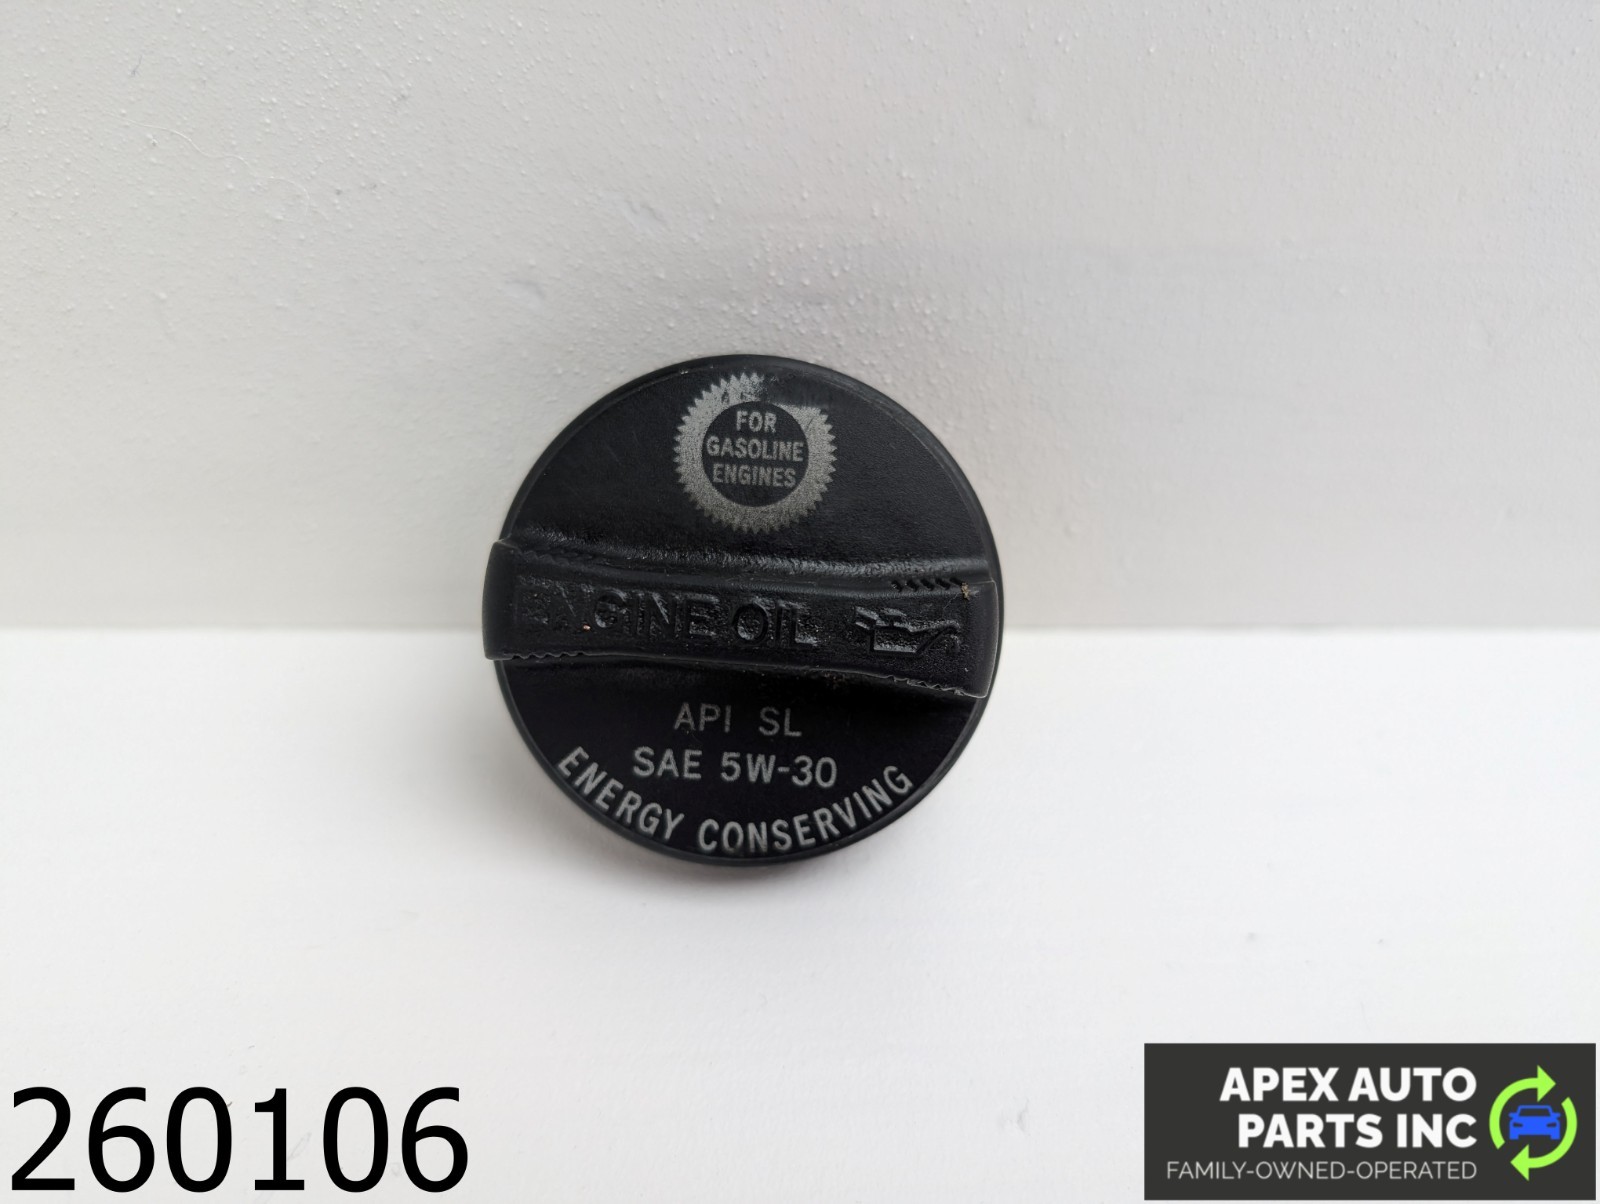 FOR
GASOLINE
ENGINES
ENGINE OIL
API SL
SAE 5W-30
ENERGY CONSERVING
260106
APEX AUTO
PARTS INC
FAMILY-OWNED-OPERATED